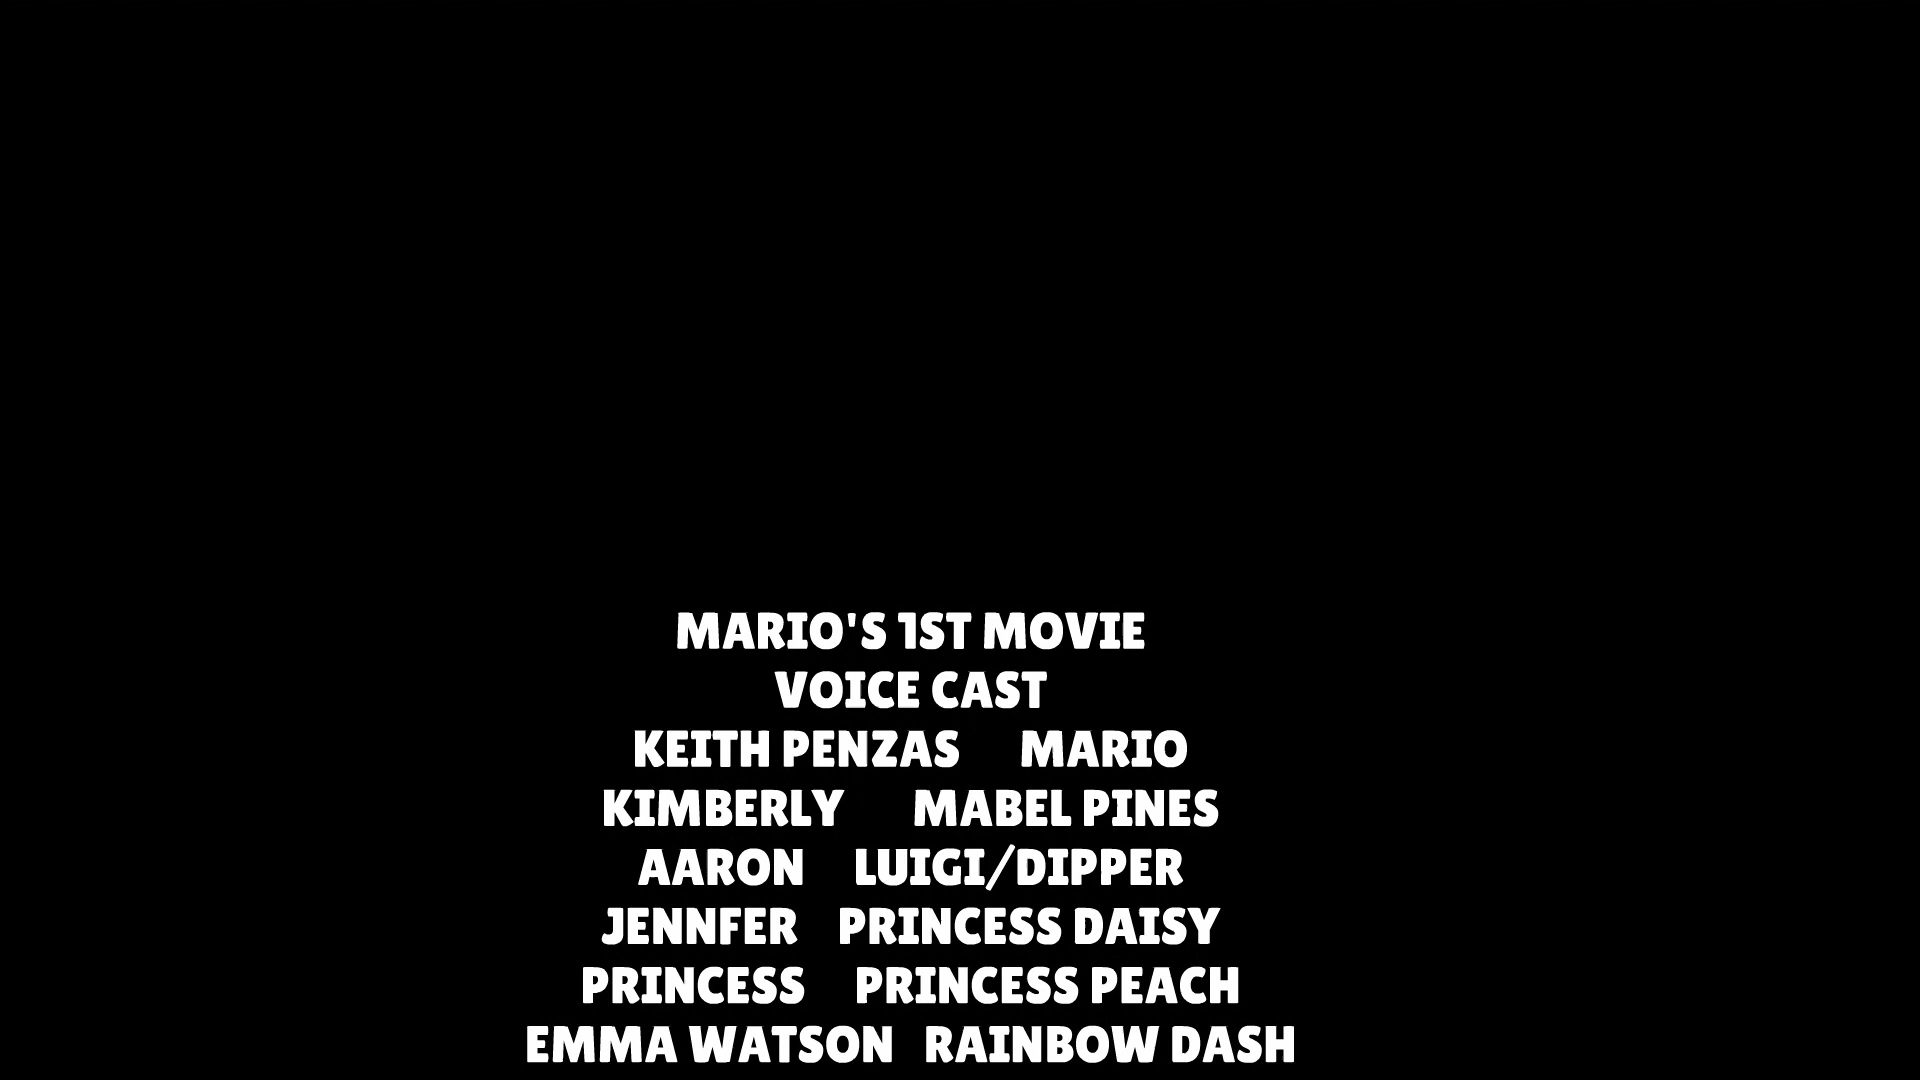 MARIO'S 1ST MOVIE
VOICE CAST
KEITH PENZAS MARIO
KIMBERLY MABEL PINES
AARON LUIGI/DIPPER
JENNFER PRINCESS DAISY
PRINCESS PRINCESS PEACH
EMMA WATSON RAINBOW DASH